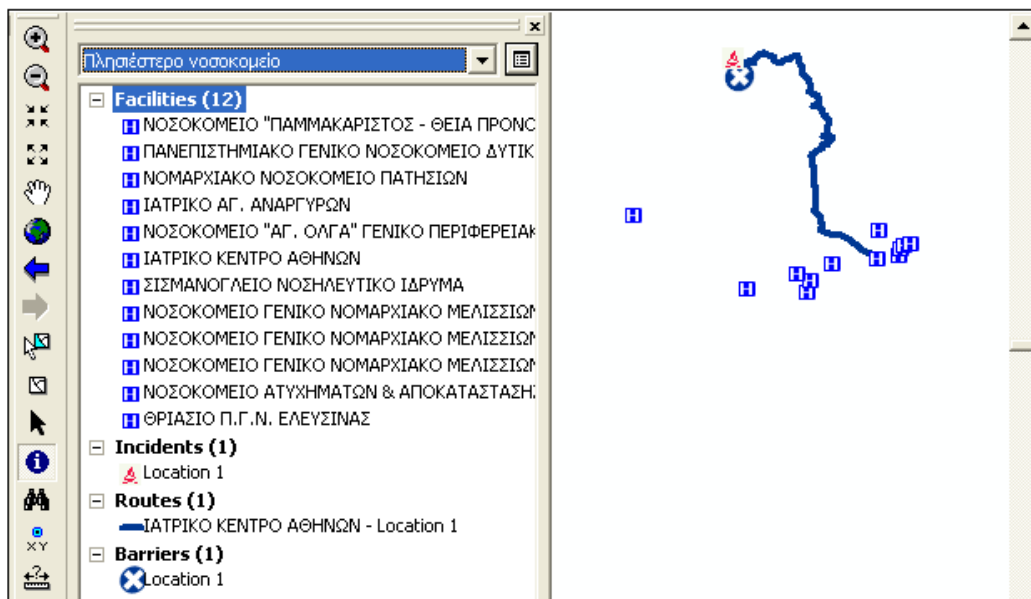 Πλησιέστερο νοσοκομείο
Facilities (12)
ΝΟΣΟΚΟΜΕΙΟ "ΠΑΜΜΑΚΑΡΙΣΤΟΣ - ΘΕΙΑ ΠΡΟΝΟ
ΠΑΝΕΠΙΣΤΗΜΙΑΚΟ ΓΕΝΙΚΟ ΝΟΣΟΚΟΜΕΙΟ ΔΥΤΙΚ
ΝΟΜΑΡΧΙΑΚΟ ΝΟΣΟΚΟΜΕΙΟ ΠΑΤΗΣΙΩΝ
ΙΑΤΡΙΚΟ ΑΓ. ΑΝΑΡΓΥΡΩΝ
ΝΟΣΟΚΟΜΕΙΟ "ΑΓ. ΟΛΓΑ" ΓΕΝΙΚΟ ΠΕΡΙΦΕΡΕΙΑΚ
ΙΑΤΡΙΚΟ ΚΕΝΤΡΟ ΑΘΗΝΩΝ
ΣΙΣΜΑΝΟΓΛΕΙΟ ΝΟΣΗΛΕΥΤΙΚΟ ΙΔΡΥΜΑ
ΝΟΣΟΚΟΜΕΙΟ ΓΕΝΙΚΟ ΝΟΜΑΡΧΙΑΚΟ ΜΕΛΙΣΣΙΩΝ
ΝΟΣΟΚΟΜΕΙΟ ΓΕΝΙΚΟ ΝΟΜΑΡΧΙΑΚΟ ΜΕΛΙΣΣΙΩΝ
ΝΟΣΟΚΟΜΕΙΟ ΓΕΝΙΚΟ ΝΟΜΑΡΧΙΑΚΟ ΜΕΛΙΣΣΙΩΝ
ΝΟΣΟΚΟΜΕΙΟ ΑΤΥΧΗΜΑΤΩΝ & ΑΠΟΚΑΤΑΣΤΑΣΗΣ
ΘΡΙΑΣΙΟ Π.Γ.Ν. ΕΛΕΥΣΙΝΑΣ
Incidents (1)
Location 1
Routes (1)
ΙΑΤΡΙΚΟ ΚΕΝΤΡΟ ΑΘΗΝΩΝ - Location 1
Barriers (1)
Location 1
XY